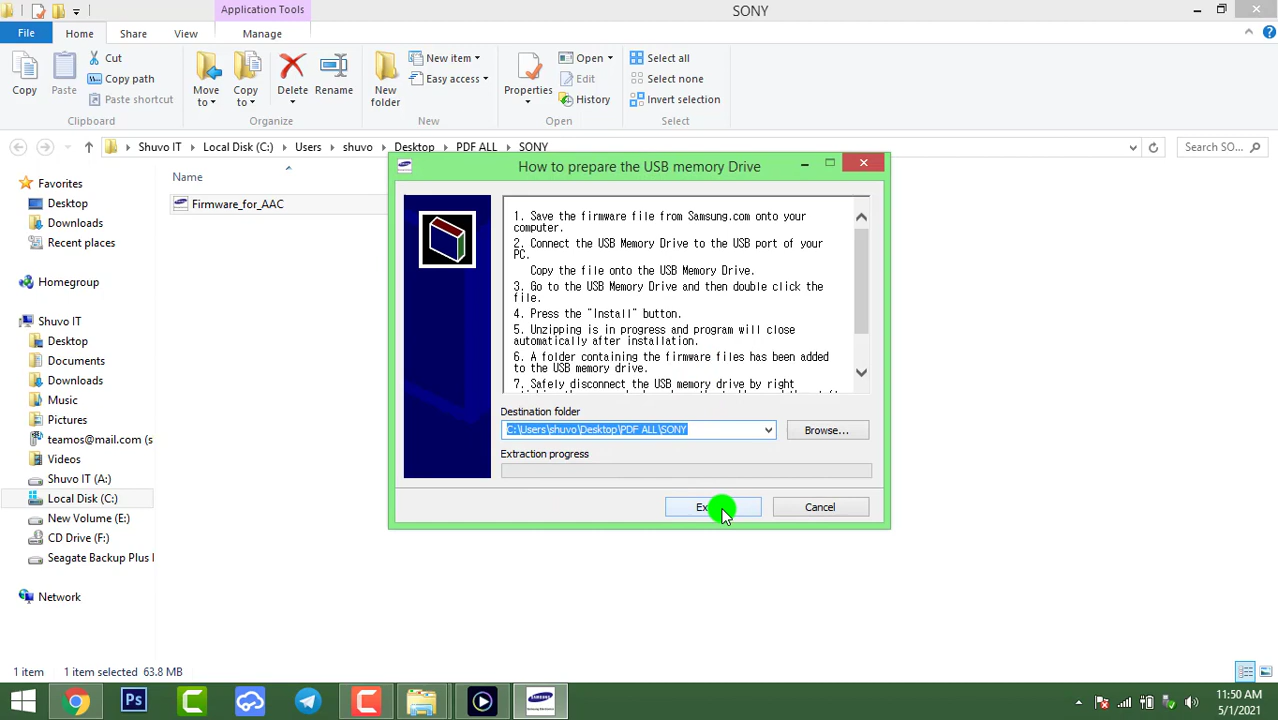 Application Tools
SONY
File
Home
Share
View
Manage
Copy
Paste
Cut
Copy path
Paste shortcut
Clipboard
Move to
Copy to
Delete
Rename
Organize
New folder
New item
Easy access
New
Properties
Open
Edit
History
Open
Select all
Select none
Invert selection
Select
Shuvo IT
Local Disk (C:)
Users
shuvo
Desktop
PDF ALL
SONY
Search SO...
Favorites
Desktop
Downloads
Recent places
Homegroup
Shuvo IT
Desktop
Documents
Downloads
Music
Pictures
teamos@mail.com (s
Videos
Shuvo IT (A:)
Local Disk (C:)
New Volume (E:)
CD Drive (F:)
Seagate Backup Plus
Network
Name
Firmware_for_AAC
How to prepare the USB memory Drive
1. Save the firmware file from Samsung.com onto your
computer.
2. Connect the USB Memory Drive to the USB port of your
PC.
Copy the file onto the USB Memory Drive.
3. Go to the USB Memory Drive and then double click the
file.
4. Press the "Install" button.
5. Unzipping is in progress and program will close
automatically after installation.
6. A folder containing the firmware files has been added
to the USB memory drive.
7. Safely disconnect the USB memory drive by right
Destination folder
C:\Users\shuvo\Desktop\PDF ALL\SONY
Browse...
Extraction progress
Ex
Cancel
1 item
1 item selected 63.8 MB
Ps
C
C
11:50 AM
5/1/2021